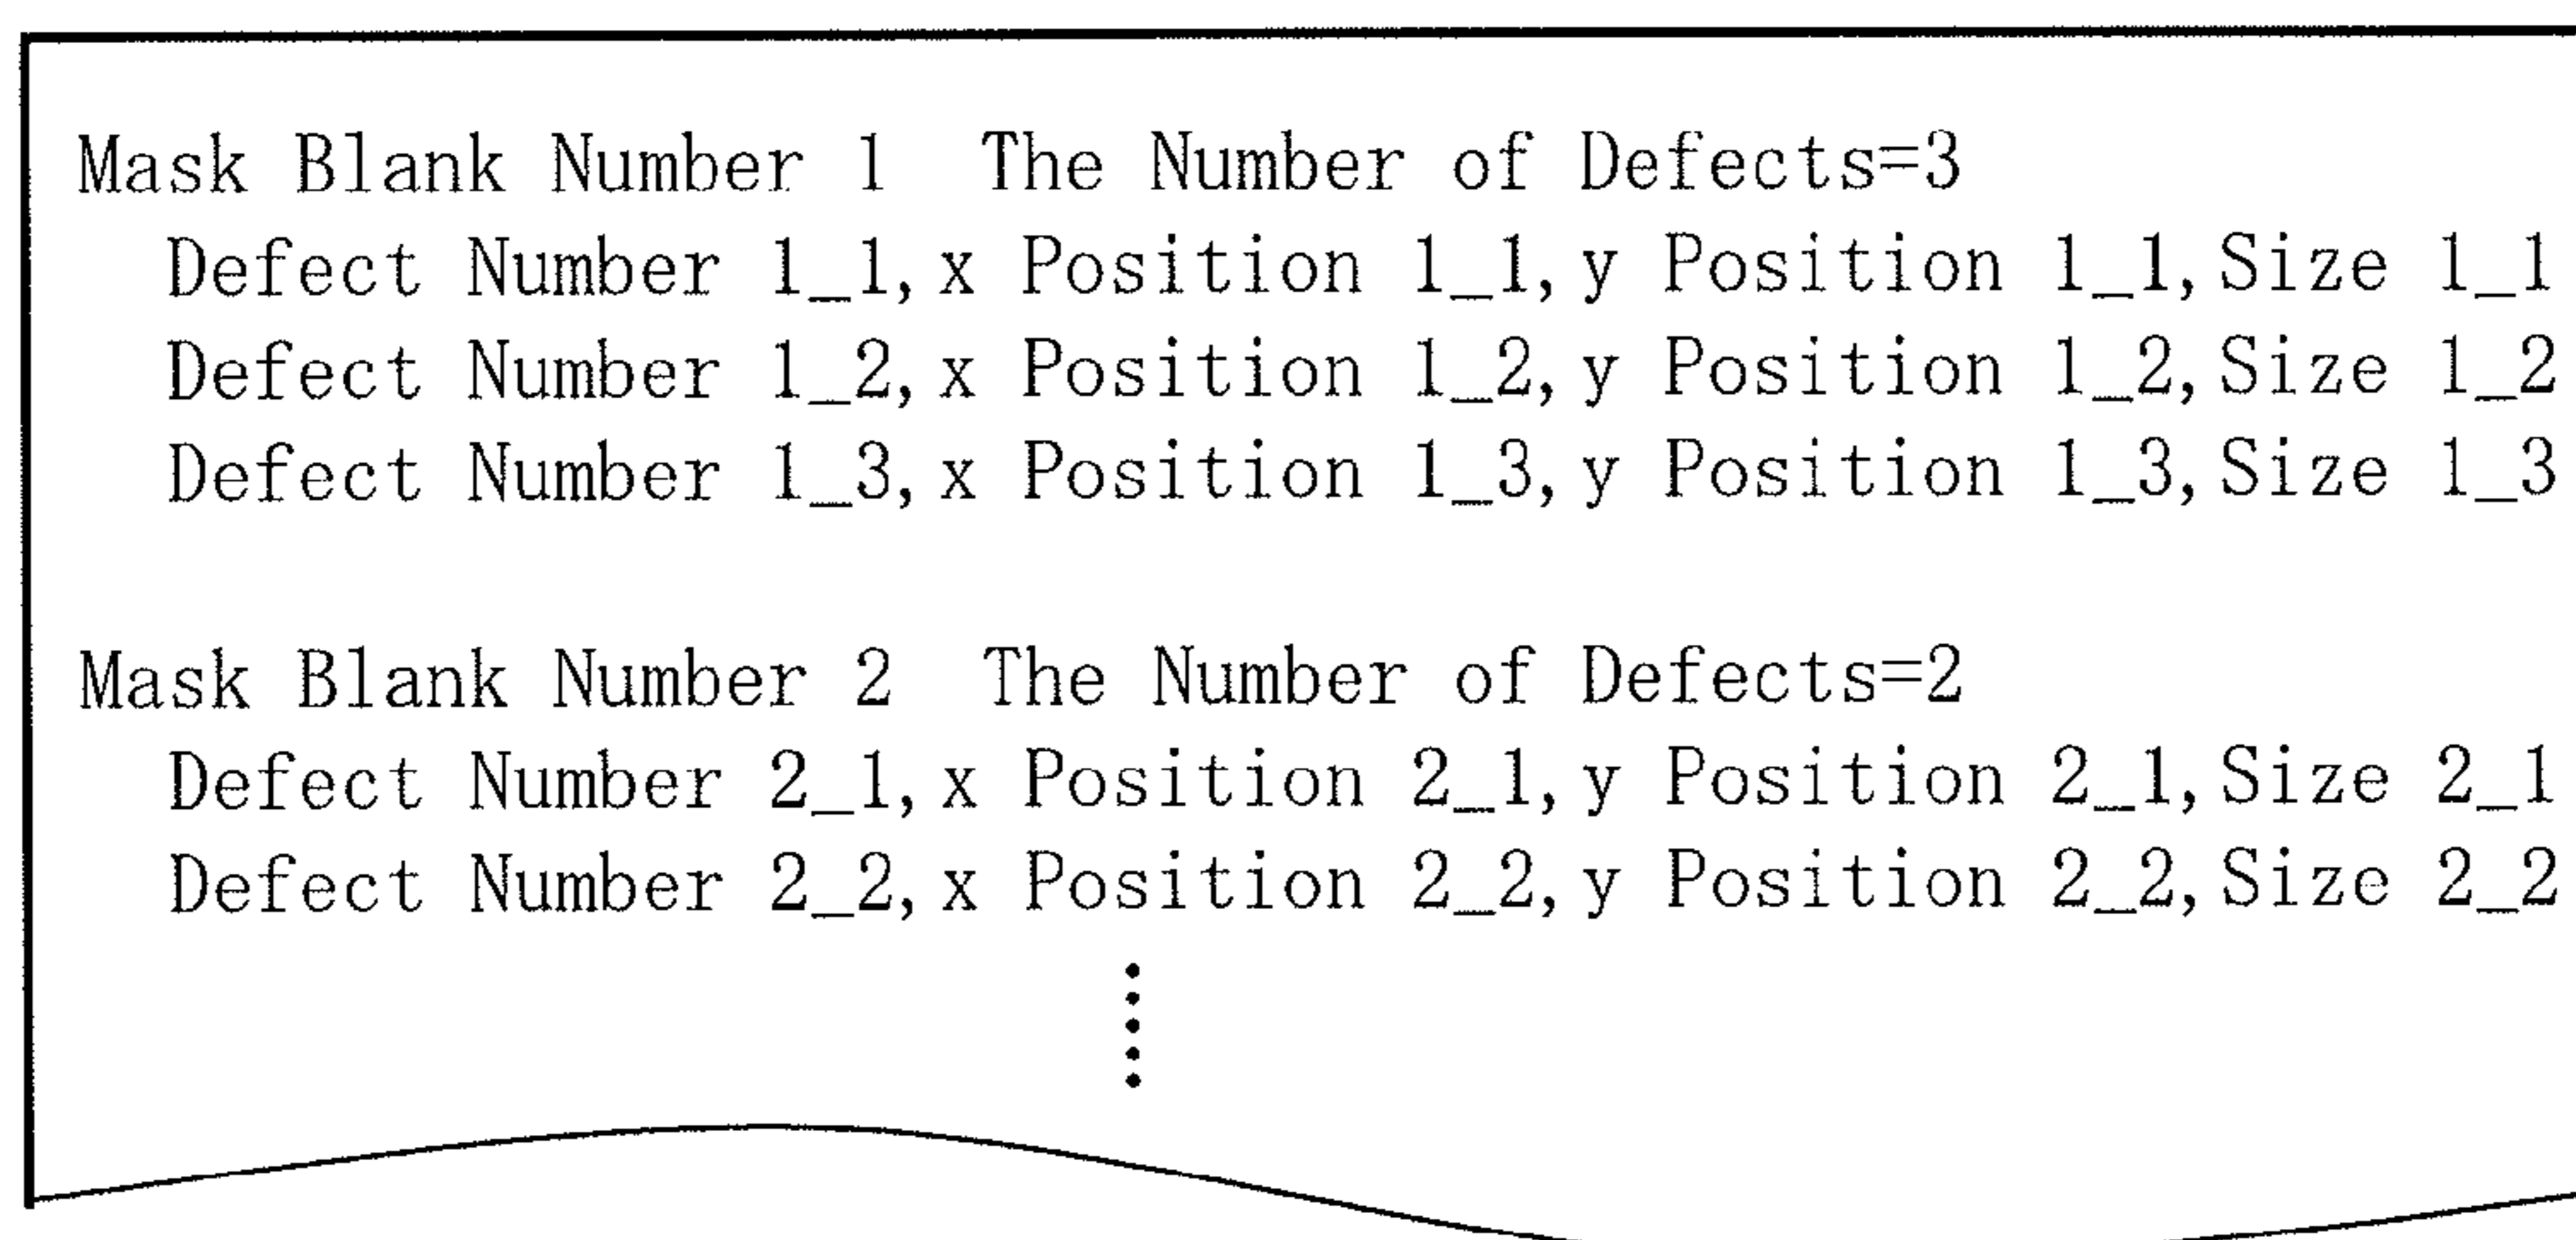 Mask Blank Number 1  The Number of Defects=3
Defect Number 1_1,x Position 1_1,y Position 1_1,Size 1_1
Defect Number 1_2,x Position 1_2,y Position 1_2,Size 1_2
Defect Number 1_3,x Position 1_3,y Position 1_3,Size 1_3
Mask Blank Number 2  The Number of Defects=2
Defect Number 2_1,x Position 2_1,y Position 2_1,Size 2_1
Defect Number 2_2,x Position 2_2,y Position 2_2,Size 2_2